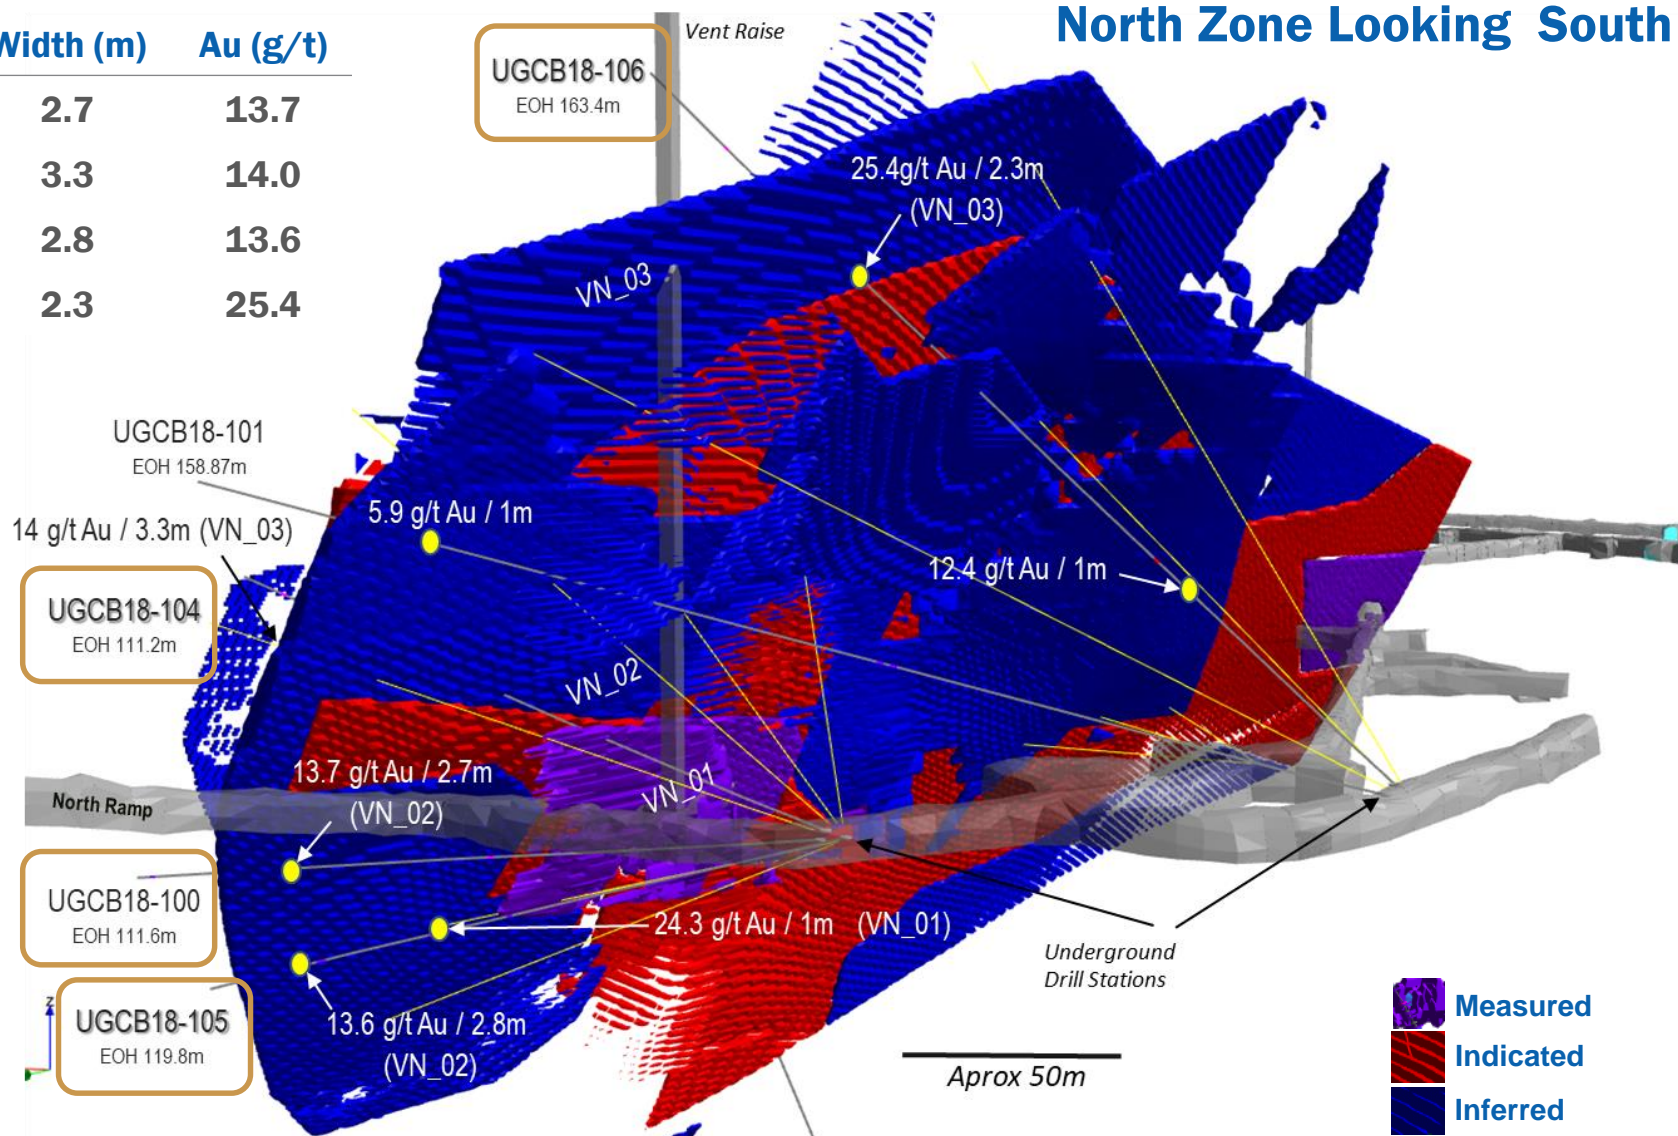 North Zone Looking South
Width (m) Au (g/t)
2.7 13.7
3.3 14.0
2.8 13.6
2.3 25.4
Vent Raise
UGCB18-106
EOH 163.4m
25.4g/t Au / 2.3m
(VN_03)
VN_03
UGCB18-101
EOH 158.87m
5.9 g/t Au / 1m
14 g/t Au / 3.3m (VN_03)
12.4 g/t Au / 1m
UGCB18-104
EOH 111.2m
VN_02
13.7 g/t Au / 2.7m
(VN_02)
VN_01
North Ramp
UGCB18-100
EOH 111.6m
24.3 g/t Au / 1m (VN_01)
Underground
Drill Stations
UGCB18-105
EOH 119.8m
13.6 g/t Au / 2.8m
(VN_02)
Z
Aprox 50m
Measured
Indicated
Inferred